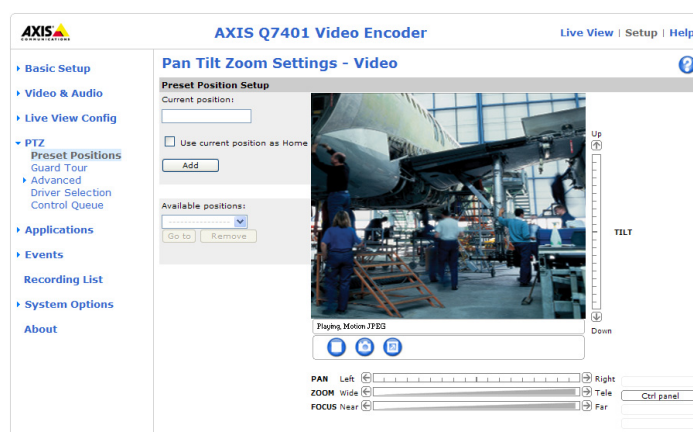 AXIS
COMMUNICATIONS
AXIS Q7401 Video Encoder
Live View | Setup | Help
Basic Setup
Video & Audio
Live View Config
PTZ
Preset Positions
Guard Tour
Advanced
Driver Selection
Control Queue
Applications
Events
Recording List
System Options
About
Pan Tilt Zoom Settings - Video
?
Preset Position Setup
Current position:
Use current position as Home
Add
Available positions:
Go to Remove
Up
TILT
Down
Playing, Motion JPEG
PAN Left Right
ZOOM Wide Tele
Ctrl panel
FOCUS Near Far